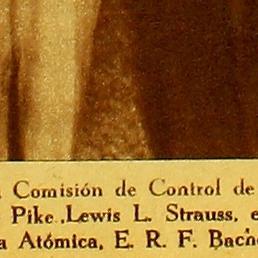 Comisión de Control de
Pike ,Lewis L. Strauss, e
a Atómica, E. R. F. Bach